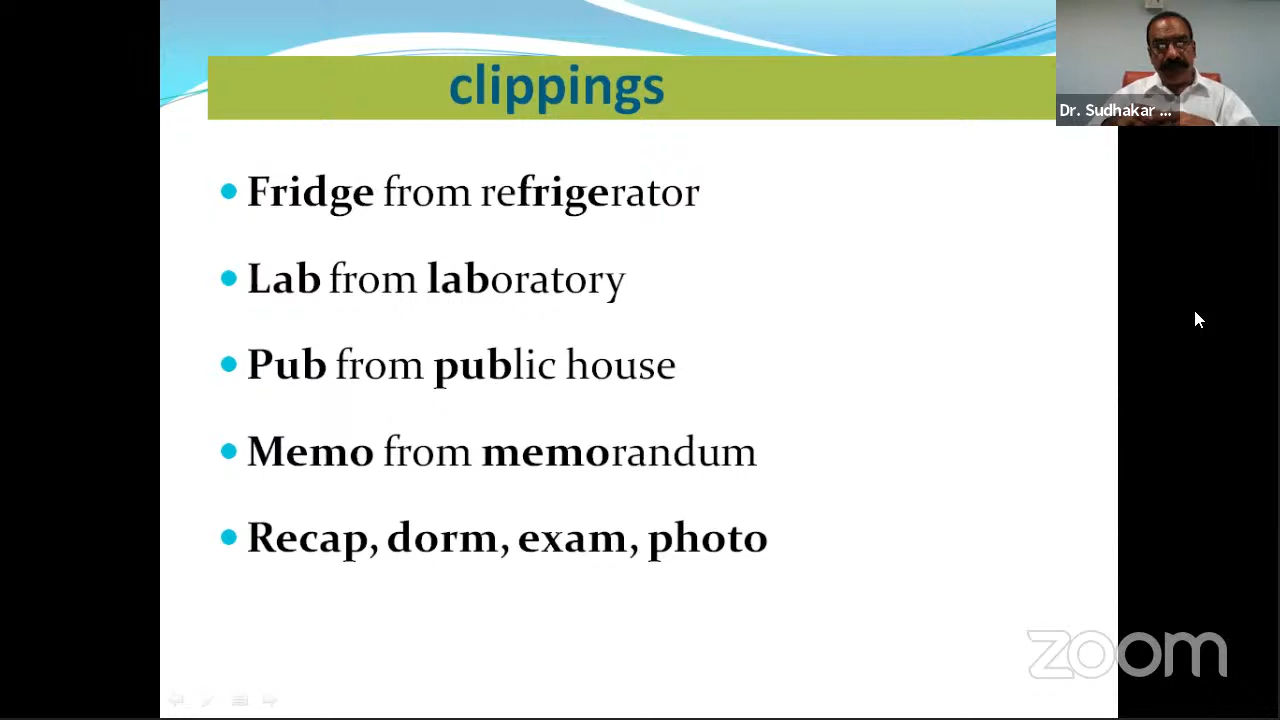 clippings
Dr. Sudhakar ...
Fridge from refrigerator
Lab from laboratory
Pub from public house
Memo from memorandum
Recap, dorm, exam, photo
zoom